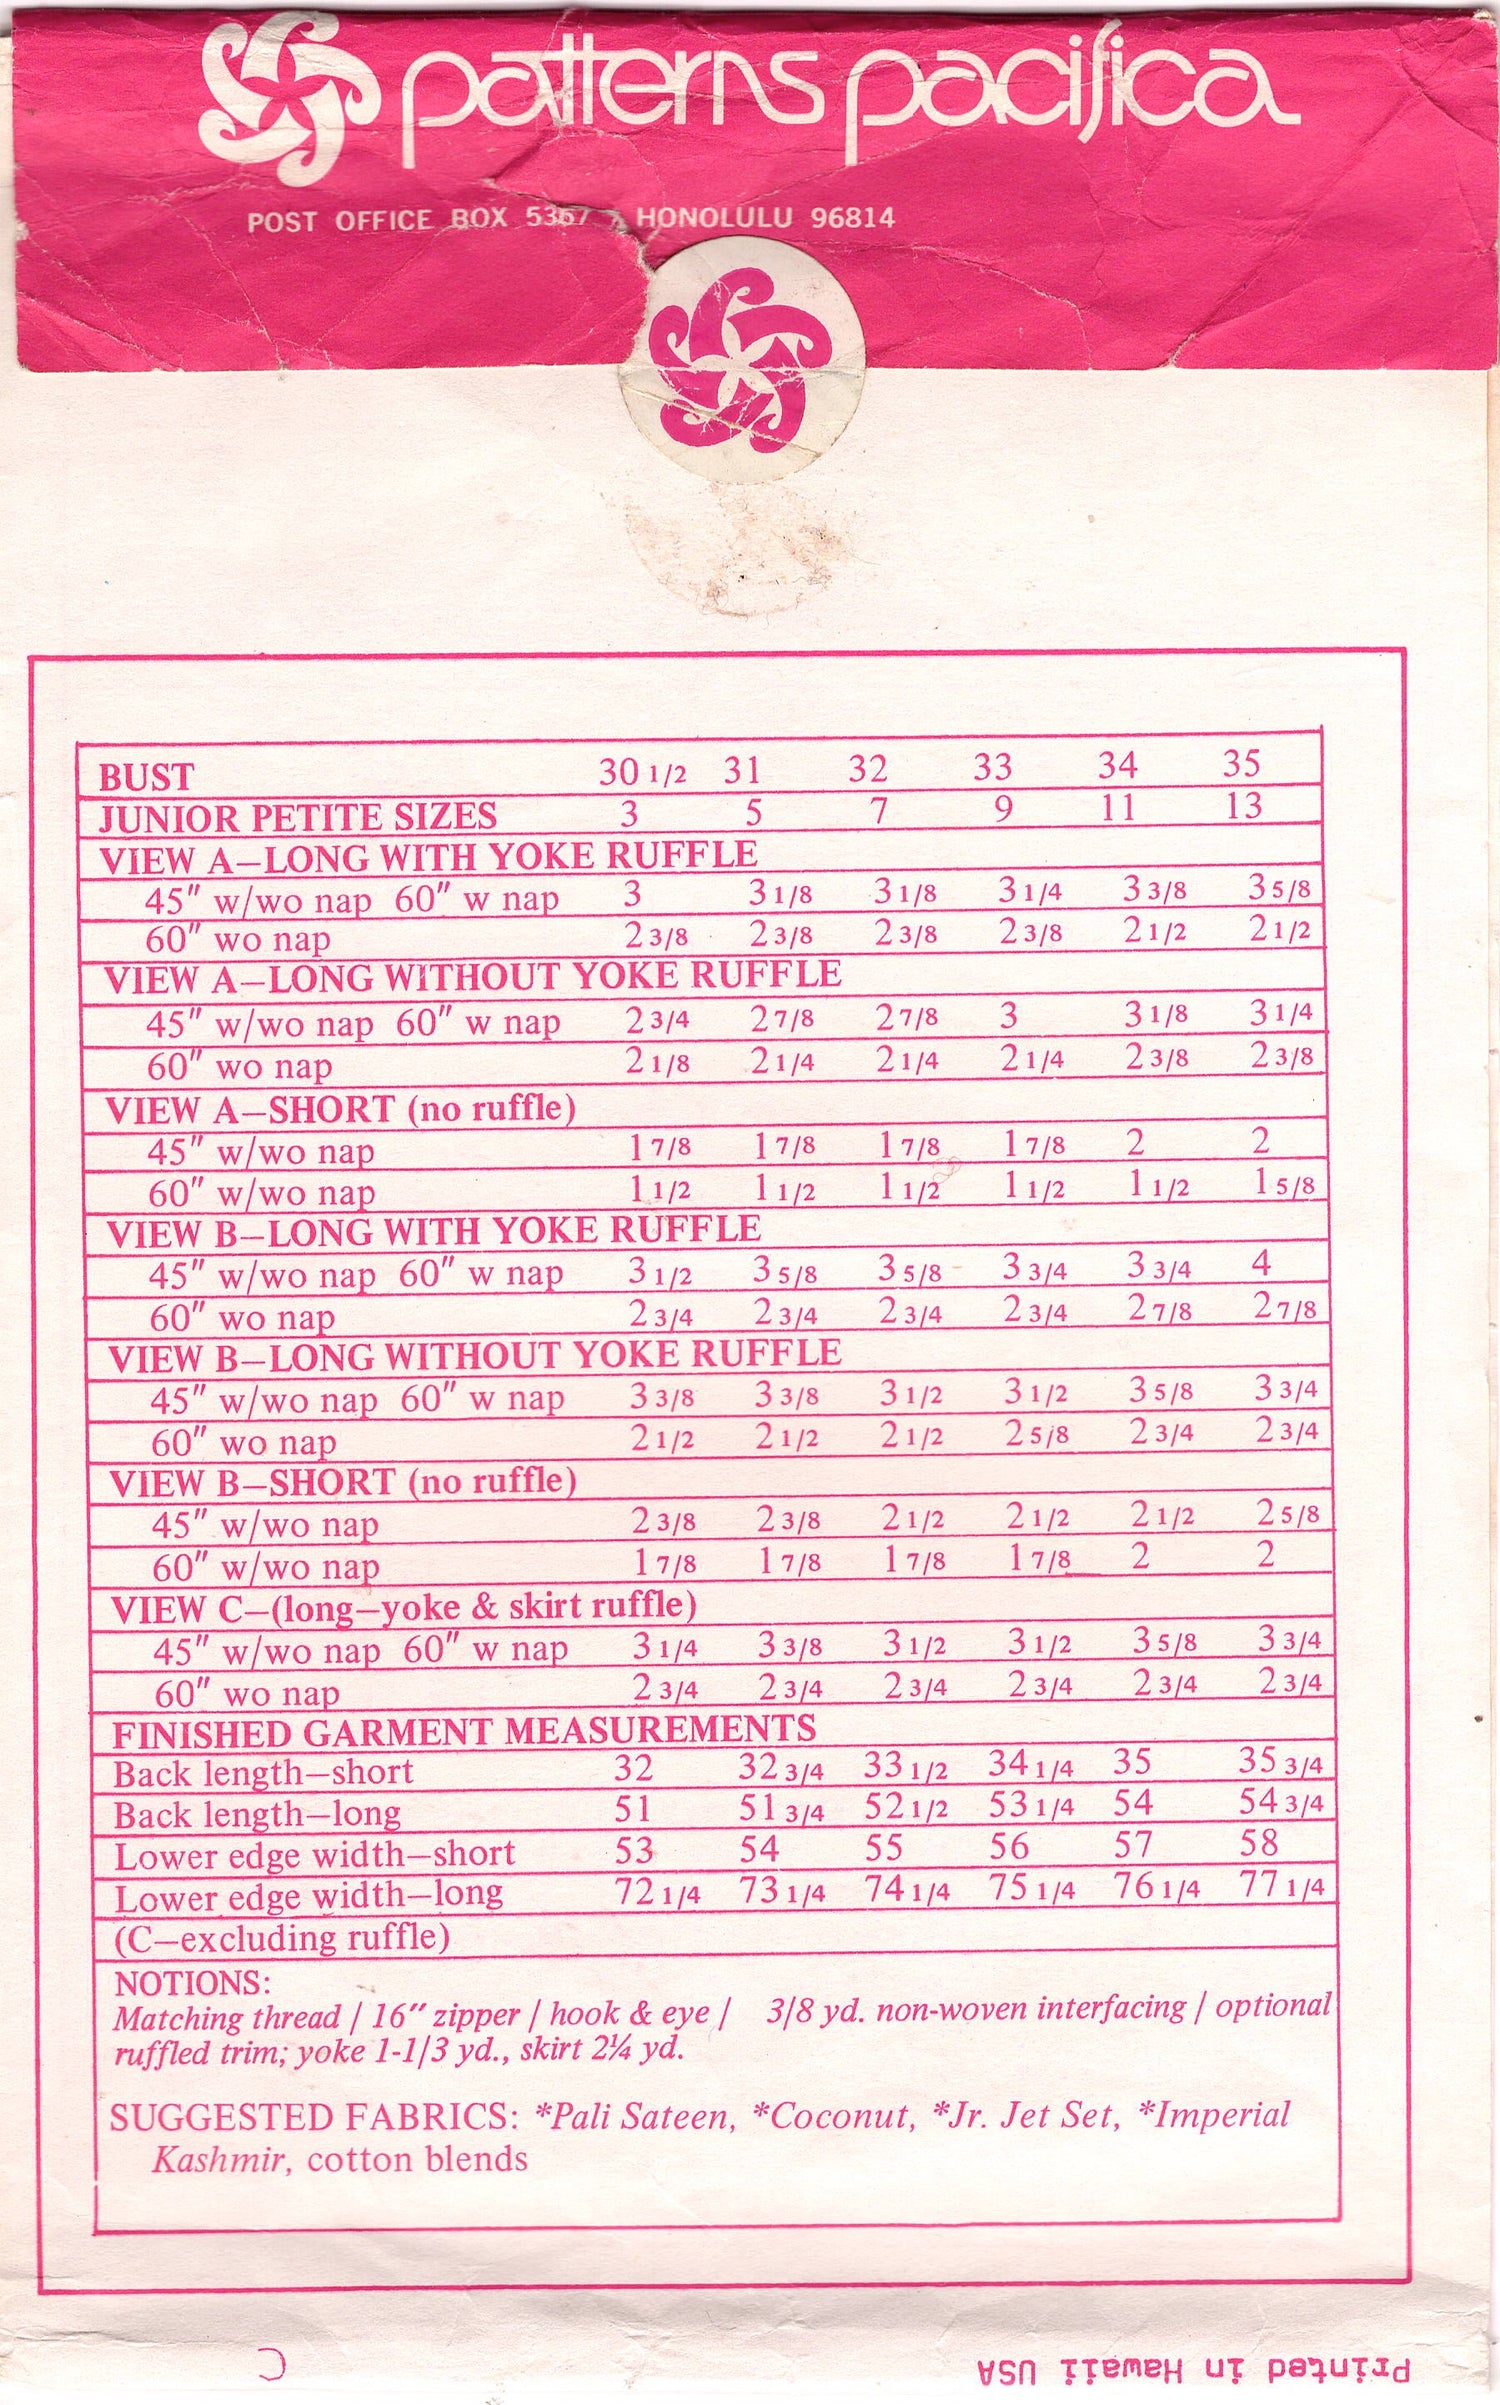 patterns pacifica
POST OFFICE BOX 5367 HONOLULU 96814
BUST 30 1/2 31 32 33 34 35
JUNIOR PETITE SIZES 3 5 7 9 11 13
VIEW A—LONG WITH YOKE RUFFLE
45" w/wo nap 60" w nap 3 3 1/8 3 1/8 3 1/4 3 3/8 3 5/8
60" wo nap 2 3/8 2 3/8 2 3/8 2 3/8 2 1/2 2 1/2
VIEW A—LONG WITHOUT YOKE RUFFLE
45" w/wo nap 60" w nap 2 3/4 2 7/8 2 7/8 3 3 1/8 3 1/4
60" wo nap 2 1/8 2 1/4 2 1/4 2 1/4 2 3/8 2 3/8
VIEW A—SHORT (no ruffle)
45" w/wo nap 1 7/8 1 7/8 1 7/8 1 7/8 2 2
60" w/wo nap 1 1/2 1 1/2 1 1/2 1 1/2 1 1/2 1 5/8
VIEW B—LONG WITH YOKE RUFFLE
45" w/wo nap 60" w nap 3 1/2 3 5/8 3 5/8 3 3/4 3 3/4 4
60" wo nap 2 3/4 2 3/4 2 3/4 2 3/4 2 7/8 2 7/8
VIEW B—LONG WITHOUT YOKE RUFFLE
45" w/wo nap 60" w nap 3 3/8 3 3/8 3 1/2 3 1/2 3 5/8 3 3/4
60" wo nap 2 1/2 2 1/2 2 1/2 2 5/8 2 3/4 2 3/4
VIEW B—SHORT (no ruffle)
45" w/wo nap 2 3/8 2 3/8 2 1/2 2 1/2 2 1/2 2 5/8
60" w/wo nap 1 7/8 1 7/8 1 7/8 1 7/8 2 2
VIEW C—(long—yoke & skirt ruffle)
45" w/wo nap 60" w nap 3 1/4 3 3/8 3 1/2 3 1/2 3 5/8 3 3/4
60" wo nap 2 3/4 2 3/4 2 3/4 2 3/4 2 3/4 2 3/4
FINISHED GARMENT MEASUREMENTS
Back length—short 32 32 3/4 33 1/2 34 1/4 35 35 3/4
Back length—long 51 51 3/4 52 1/2 53 1/4 54 54 3/4
Lower edge width—short 53 54 55 56 57 58
Lower edge width—long 72 1/4 73 1/4 74 1/4 75 1/4 76 1/4 77 1/4
(C—excluding ruffle)
NOTIONS:
Matching thread / 16" zipper / hook & eye / 3/8 yd. non-woven interfacing / optional
ruffled trim; yoke 1-1/3 yd., skirt 2¼ yd.
SUGGESTED FABRICS: *Pali Sateen, *Coconut, *Jr. Jet Set, *Imperial
Kashmir, cotton blends
Printed in Hawaii USA
C